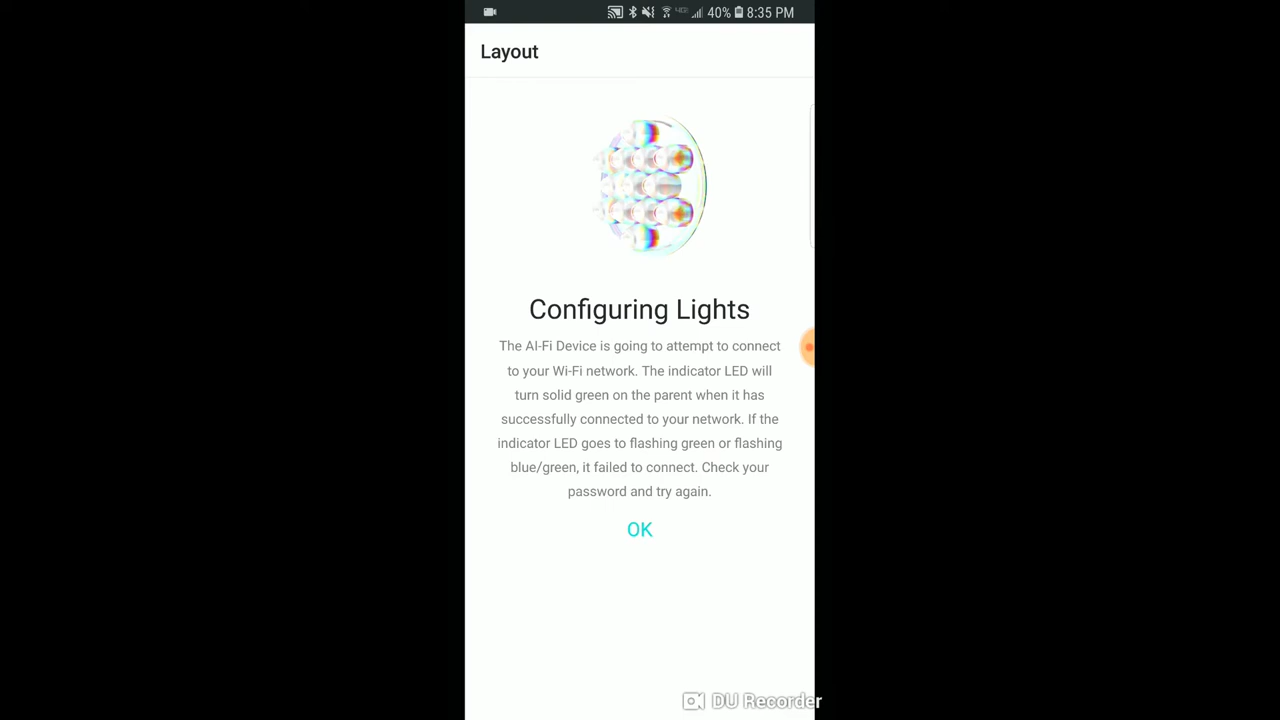 40% 8:35 PM
Layout
Configuring Lights
The AI-Fi Device is going to attempt to connect
to your Wi-Fi network. The indicator LED will
turn solid green on the parent when it has
successfully connected to your network. If the
indicator LED goes to flashing green or flashing
blue/green, it failed to connect. Check your
password and try again.
OK
DU Recorder